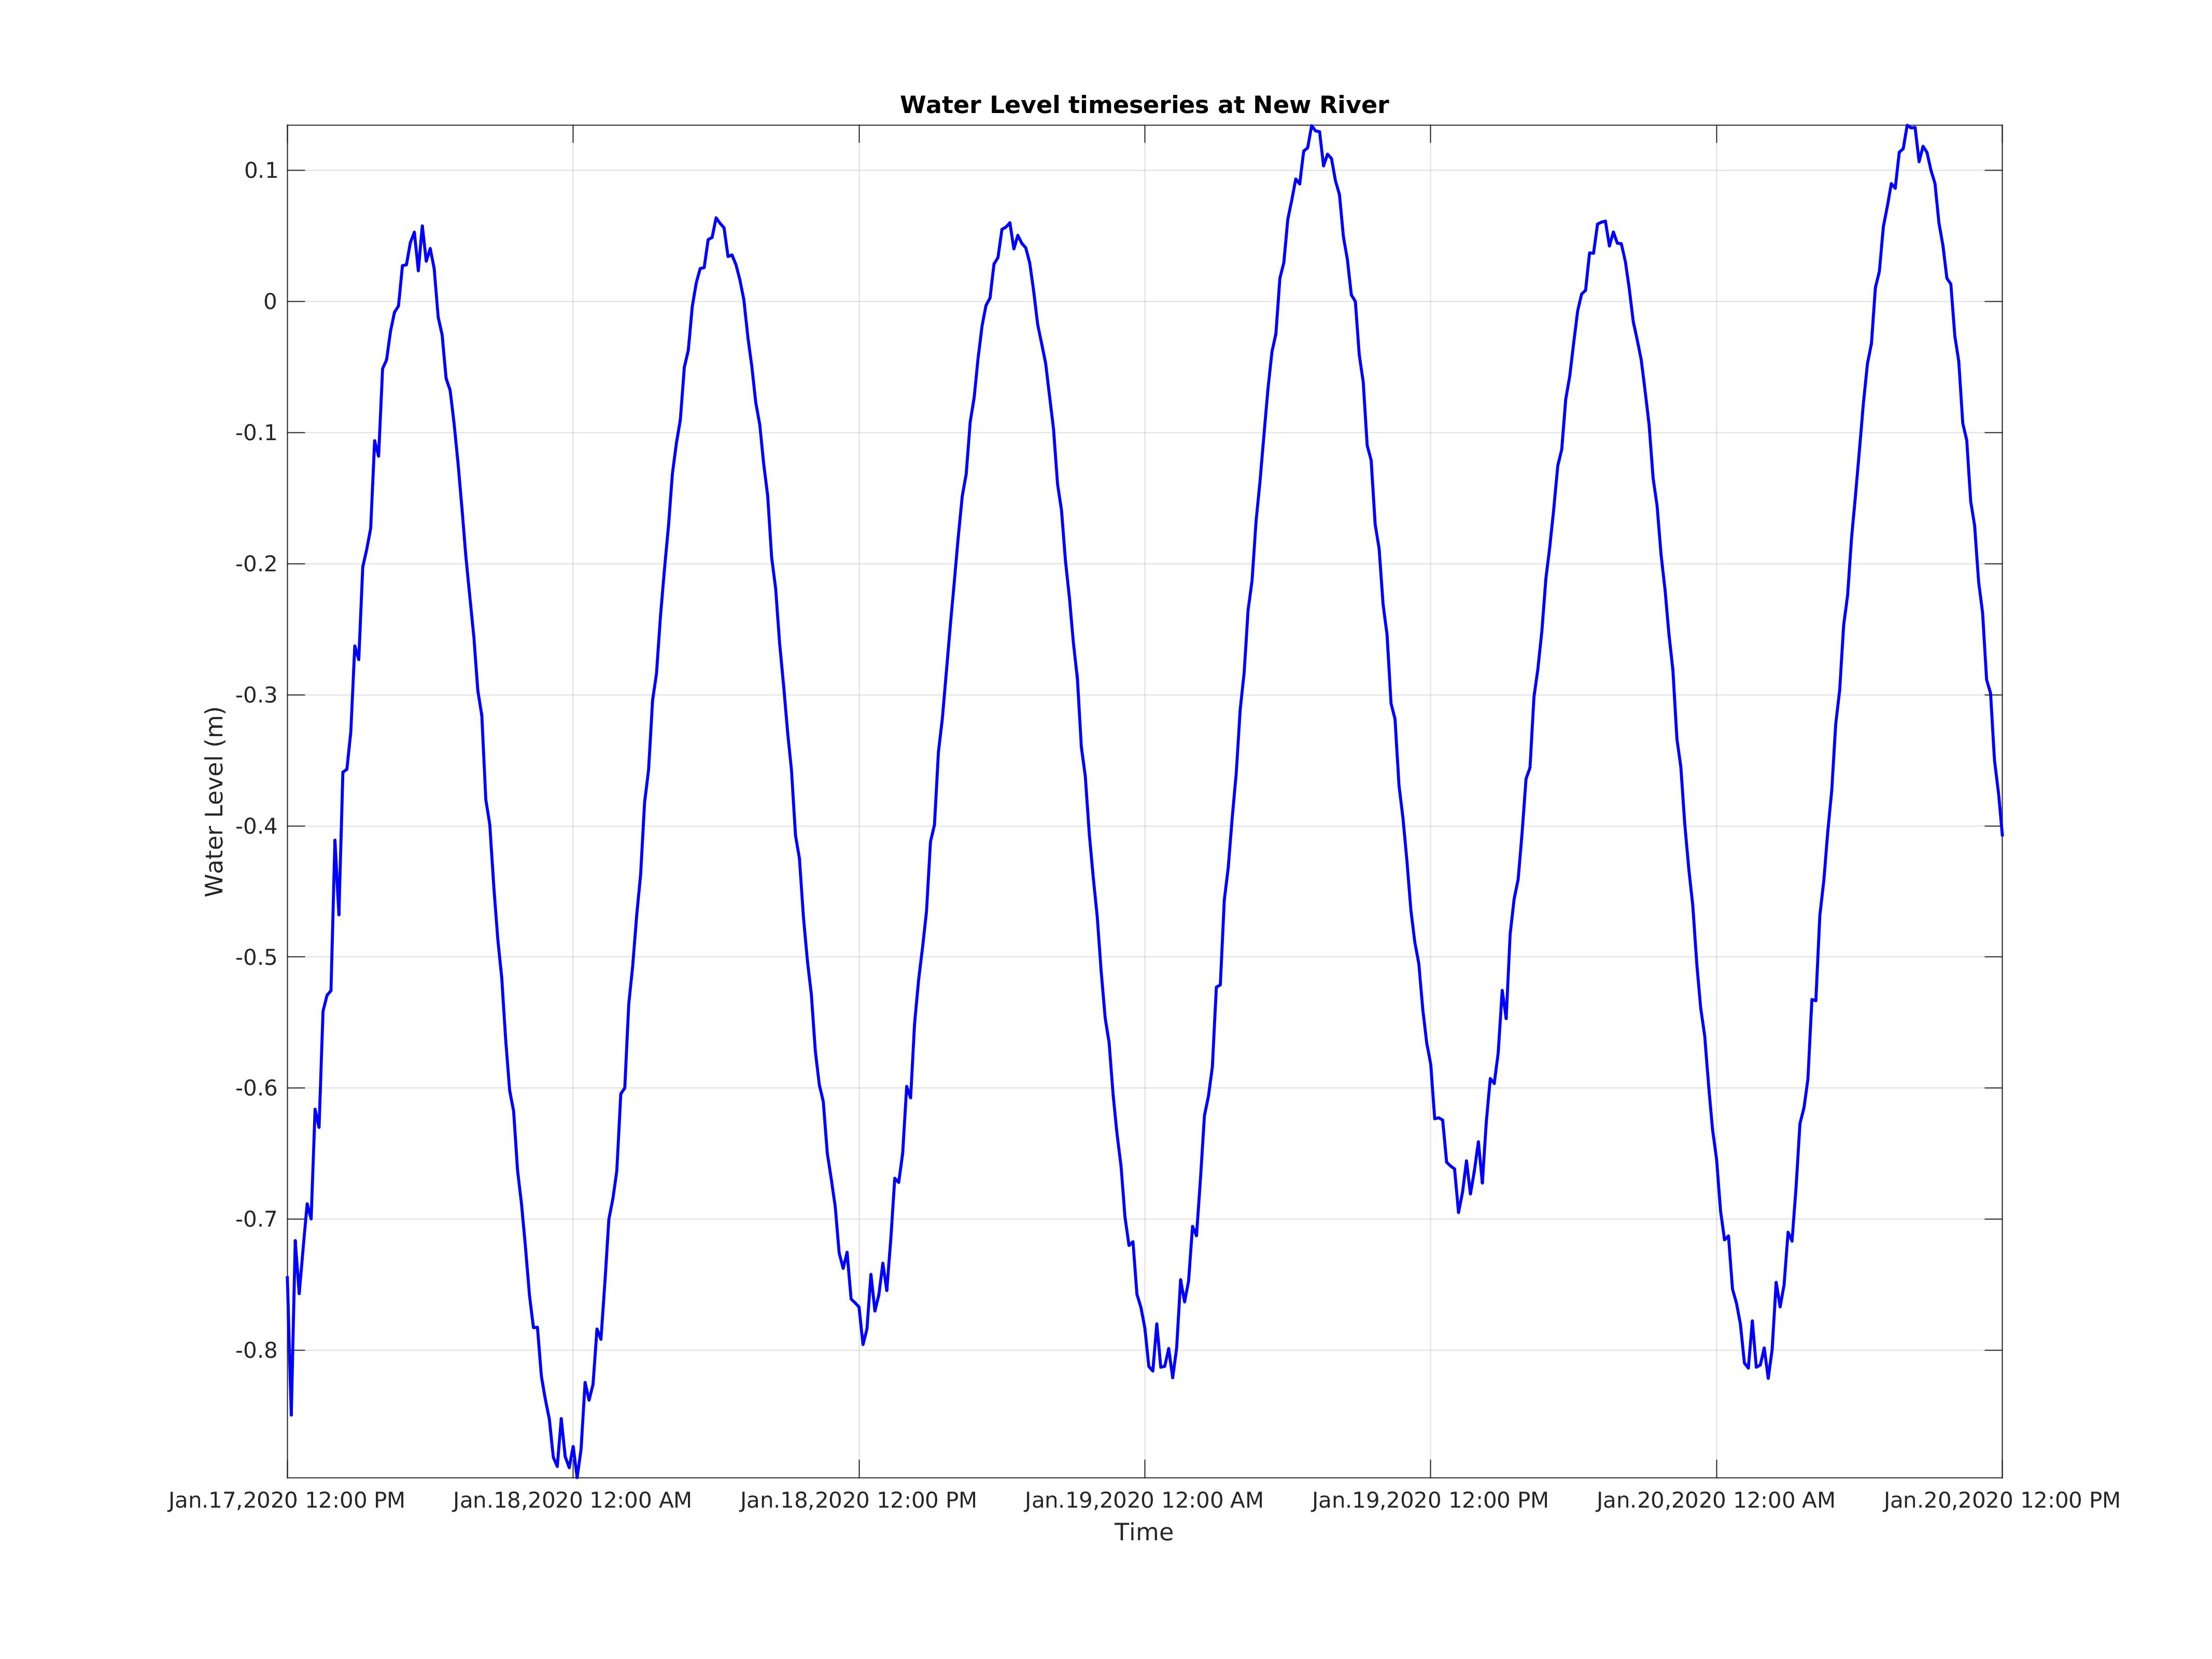 Water Level timeseries at New River
0.1
0
-0.1
-0.2
-0.3
-0.4
-0.5
-0.6
-0.7
-0.8
Water Level (m)
Jan.17,2020 12:00 PM
Jan.18,2020 12:00 AM
Jan.18,2020 12:00 PM
Jan.19,2020 12:00 AM
Jan.19,2020 12:00 PM
Jan.20,2020 12:00 AM
Jan.20,2020 12:00 PM
Time